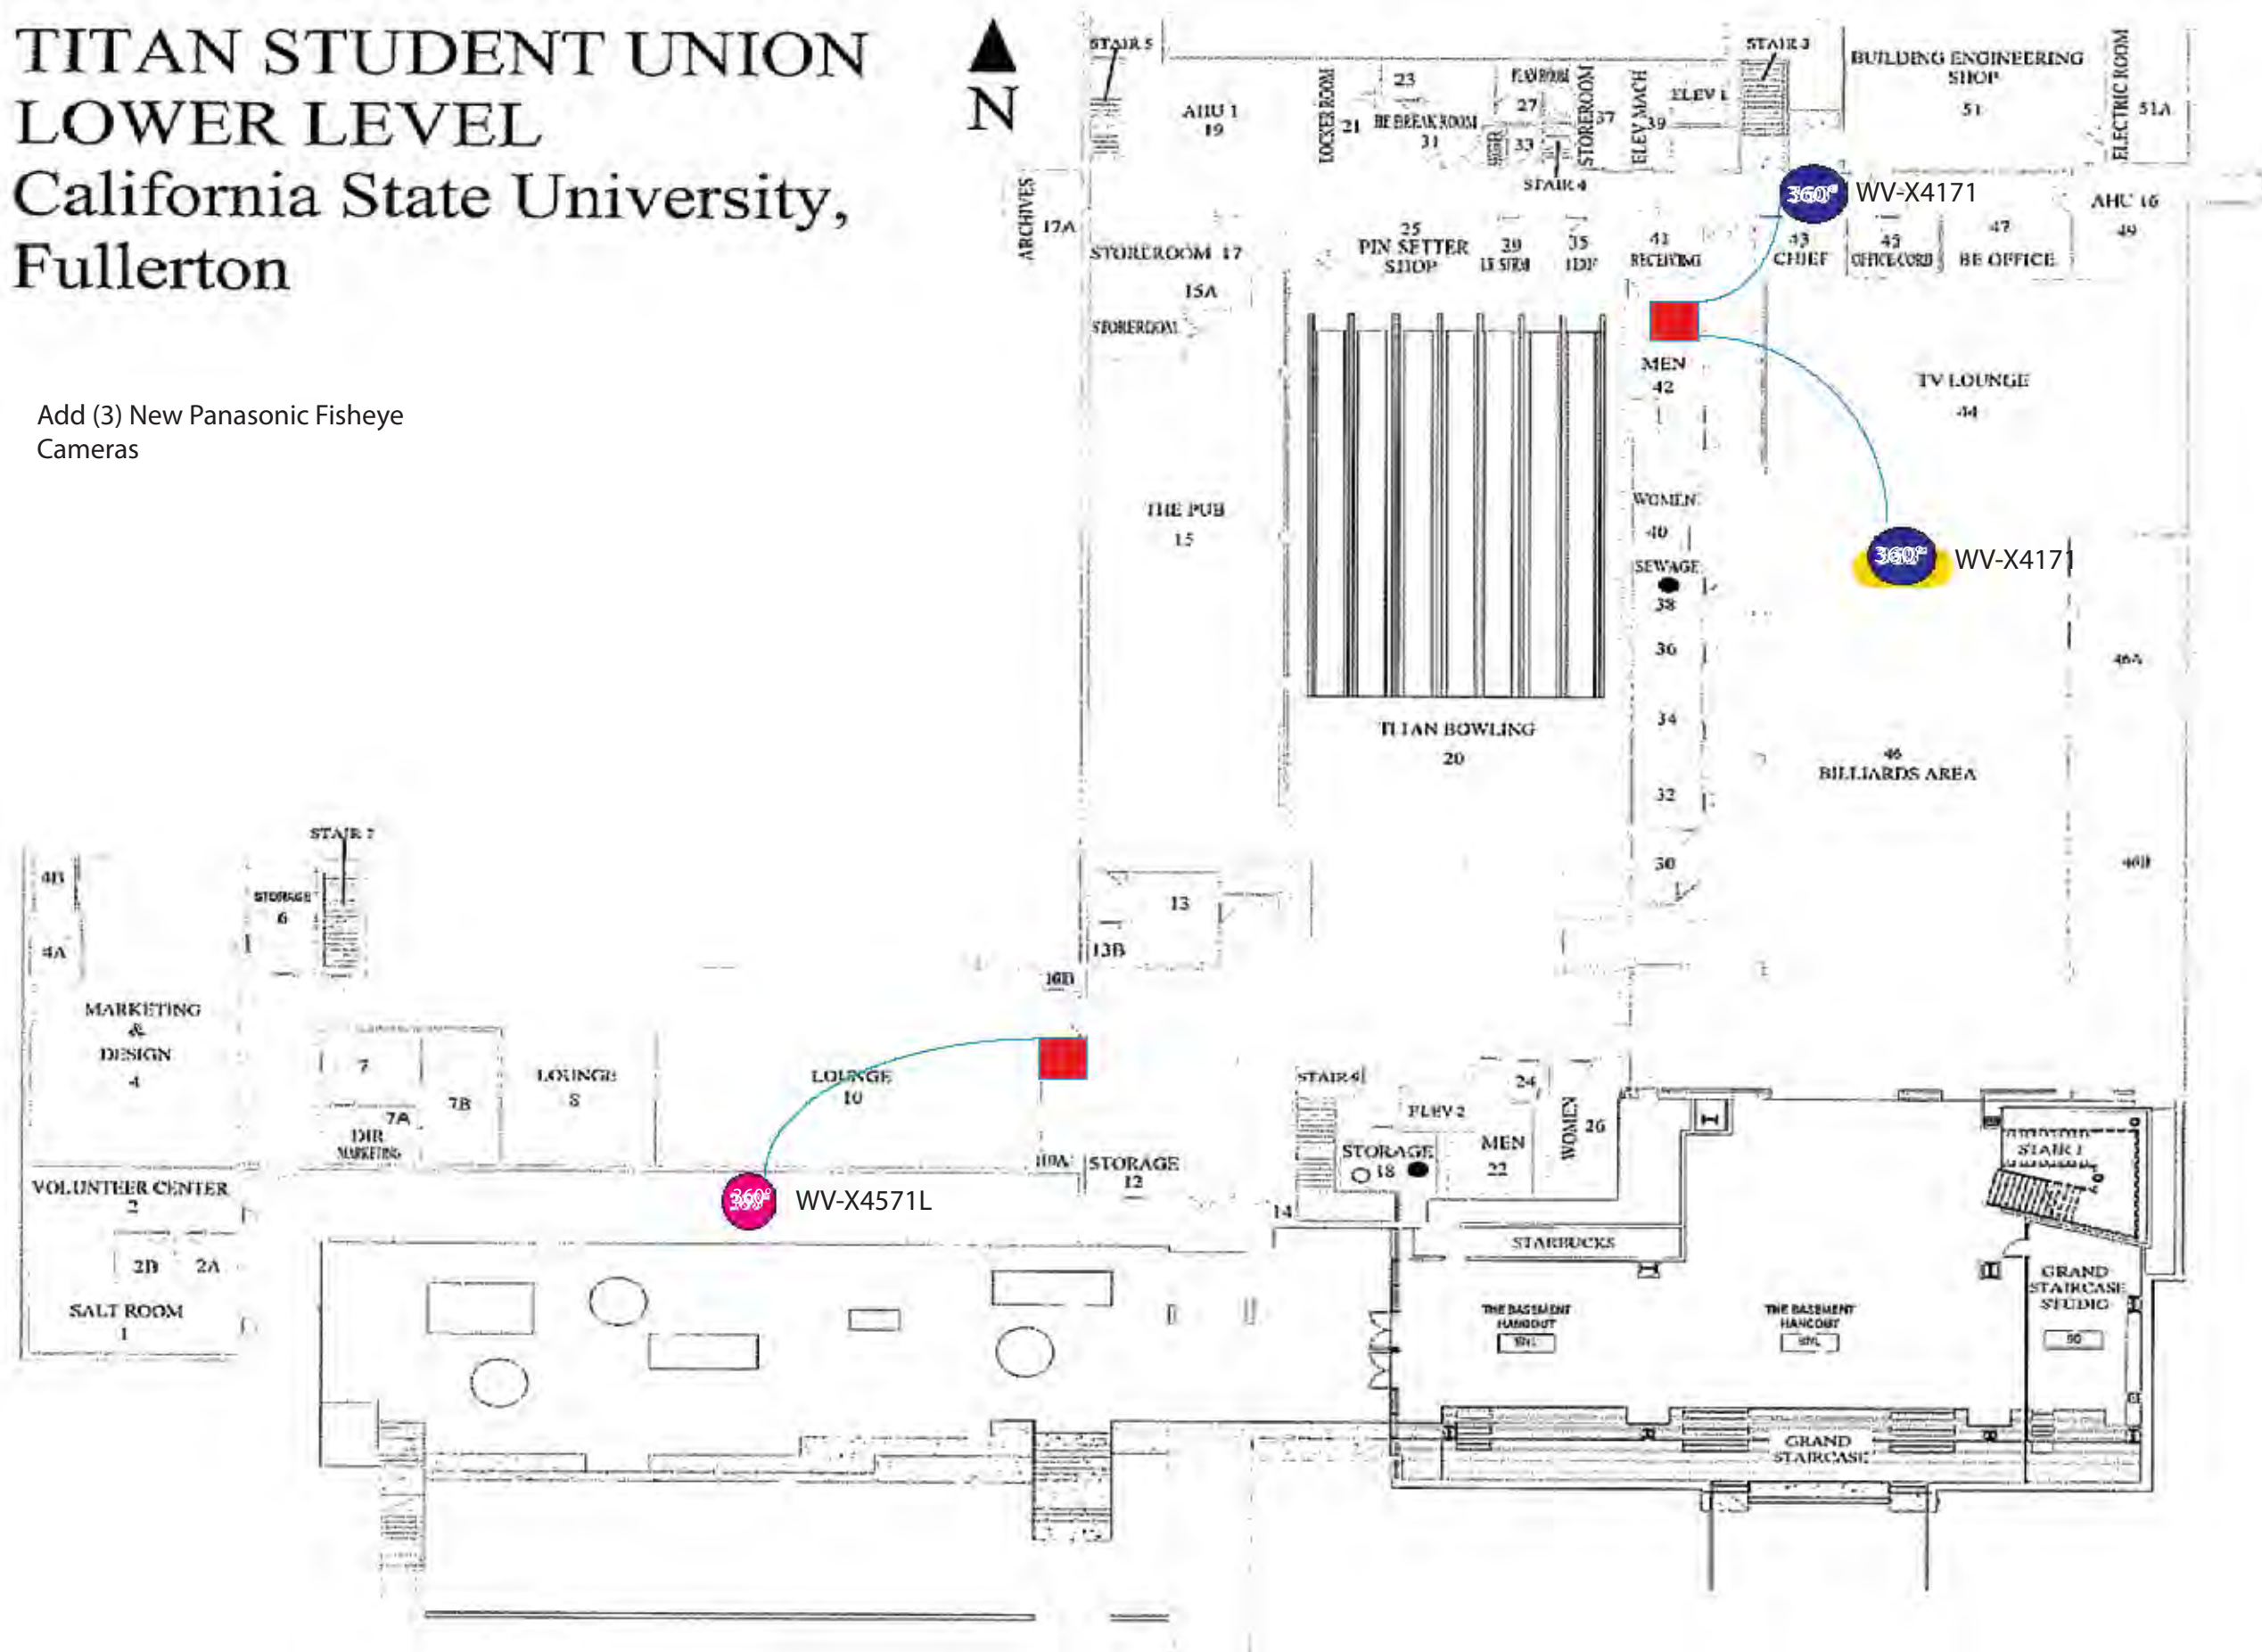 TITAN STUDENT UNION
LOWER LEVEL
California State University,
Fullerton
N
Add (3) New Panasonic Fisheye
Cameras
STAIR 5
AHU 1
19
LOCKER ROOM
21
23
BE BREAK ROOM
31
27
33
STAIR 4
STOREROOM
37
ELEV MACH
39
ELEV 1
STAIR 3
BUILDING ENGINEERING
SHOP
51
ELECTRIC ROOM
51A
360°
WV-X4171
AHU 16
49
ARCHIVES
17A
STOREROOM 17
15A
STOREROOM
25
PIN SETTER
SHOP
35
41
RECEIVING
43
CHIEF
45
47
BE OFFICE
MEN
42
TV LOUNGE
44
THE PUB
15
WOMEN
40
SEWAGE
38
360°
WV-X4171
36
46A
34
TITAN BOWLING
20
46
BILLIARDS AREA
32
30
46B
STAIR 7
4B
STORAGE
6
4A
13
13B
10B
MARKETING
&
DESIGN
4
7
7A
7B
DIR
MARKETING
LOUNGE
8
LOUNGE
10
10A
STORAGE
12
14
24
ELEV 2
STORAGE
18
MEN
22
WOMEN
26
STAIR 1
VOLUNTEER CENTER
2
360°
WV-X4571L
2B
2A
SALT ROOM
1
STARBUCKS
THE BASEMENT
HANGOUT
THE BASEMENT
HANGOUT
GRAND
STAIRCASE
STUDIO
GRAND
STAIRCASE